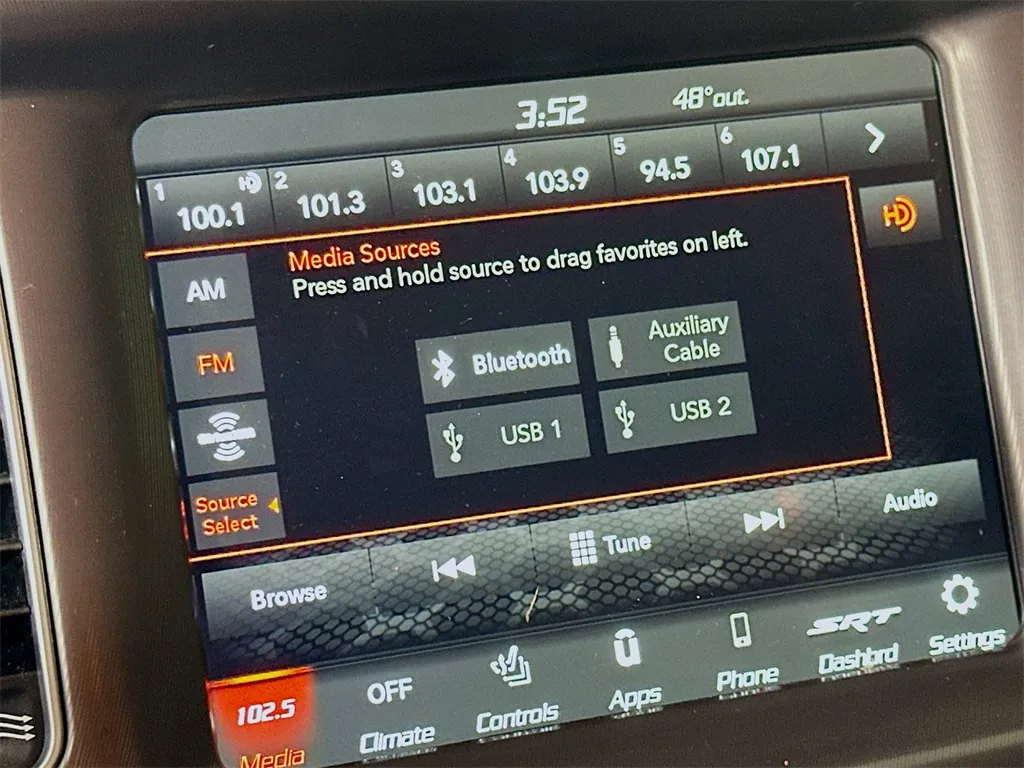 3:52 48°out.
1 HD 2 3 4 5 6
100.1 101.3 103.1 103.9 94.5 107.1
HD
Media Sources
Press and hold source to drag favorites on left.
AM
FM
Source
Select
Bluetooth
Auxiliary
Cable
USB 1
USB 2
Browse Tune Audio
102.5 OFF SRT
Media Climate Controls Apps Phone Dashbrd Settings